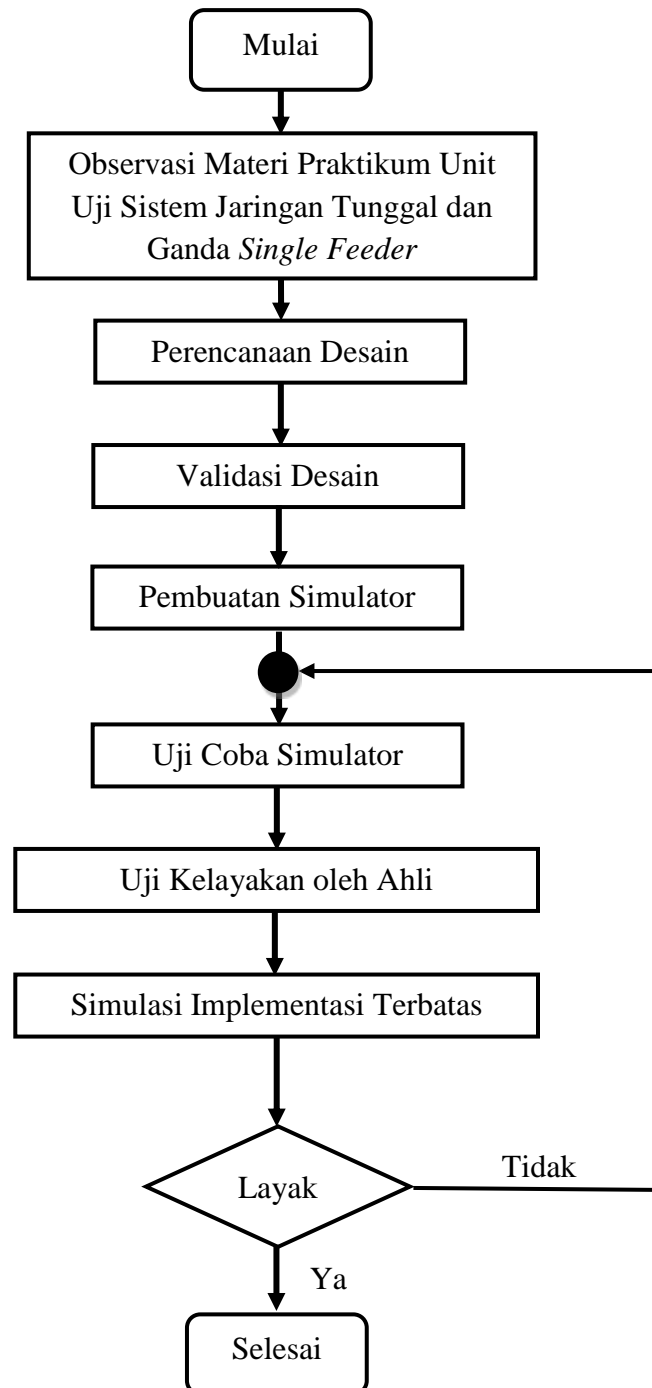 Mulai
Observasi Materi Praktikum Unit
Uji Sistem Jaringan Tunggal dan
Ganda Single Feeder
Perencanaan Desain
Validasi Desain
Pembuatan Simulator
Uji Coba Simulator
Uji Kelayakan oleh Ahli
Simulasi Implementasi Terbatas
Layak
Tidak
Ya
Selesai